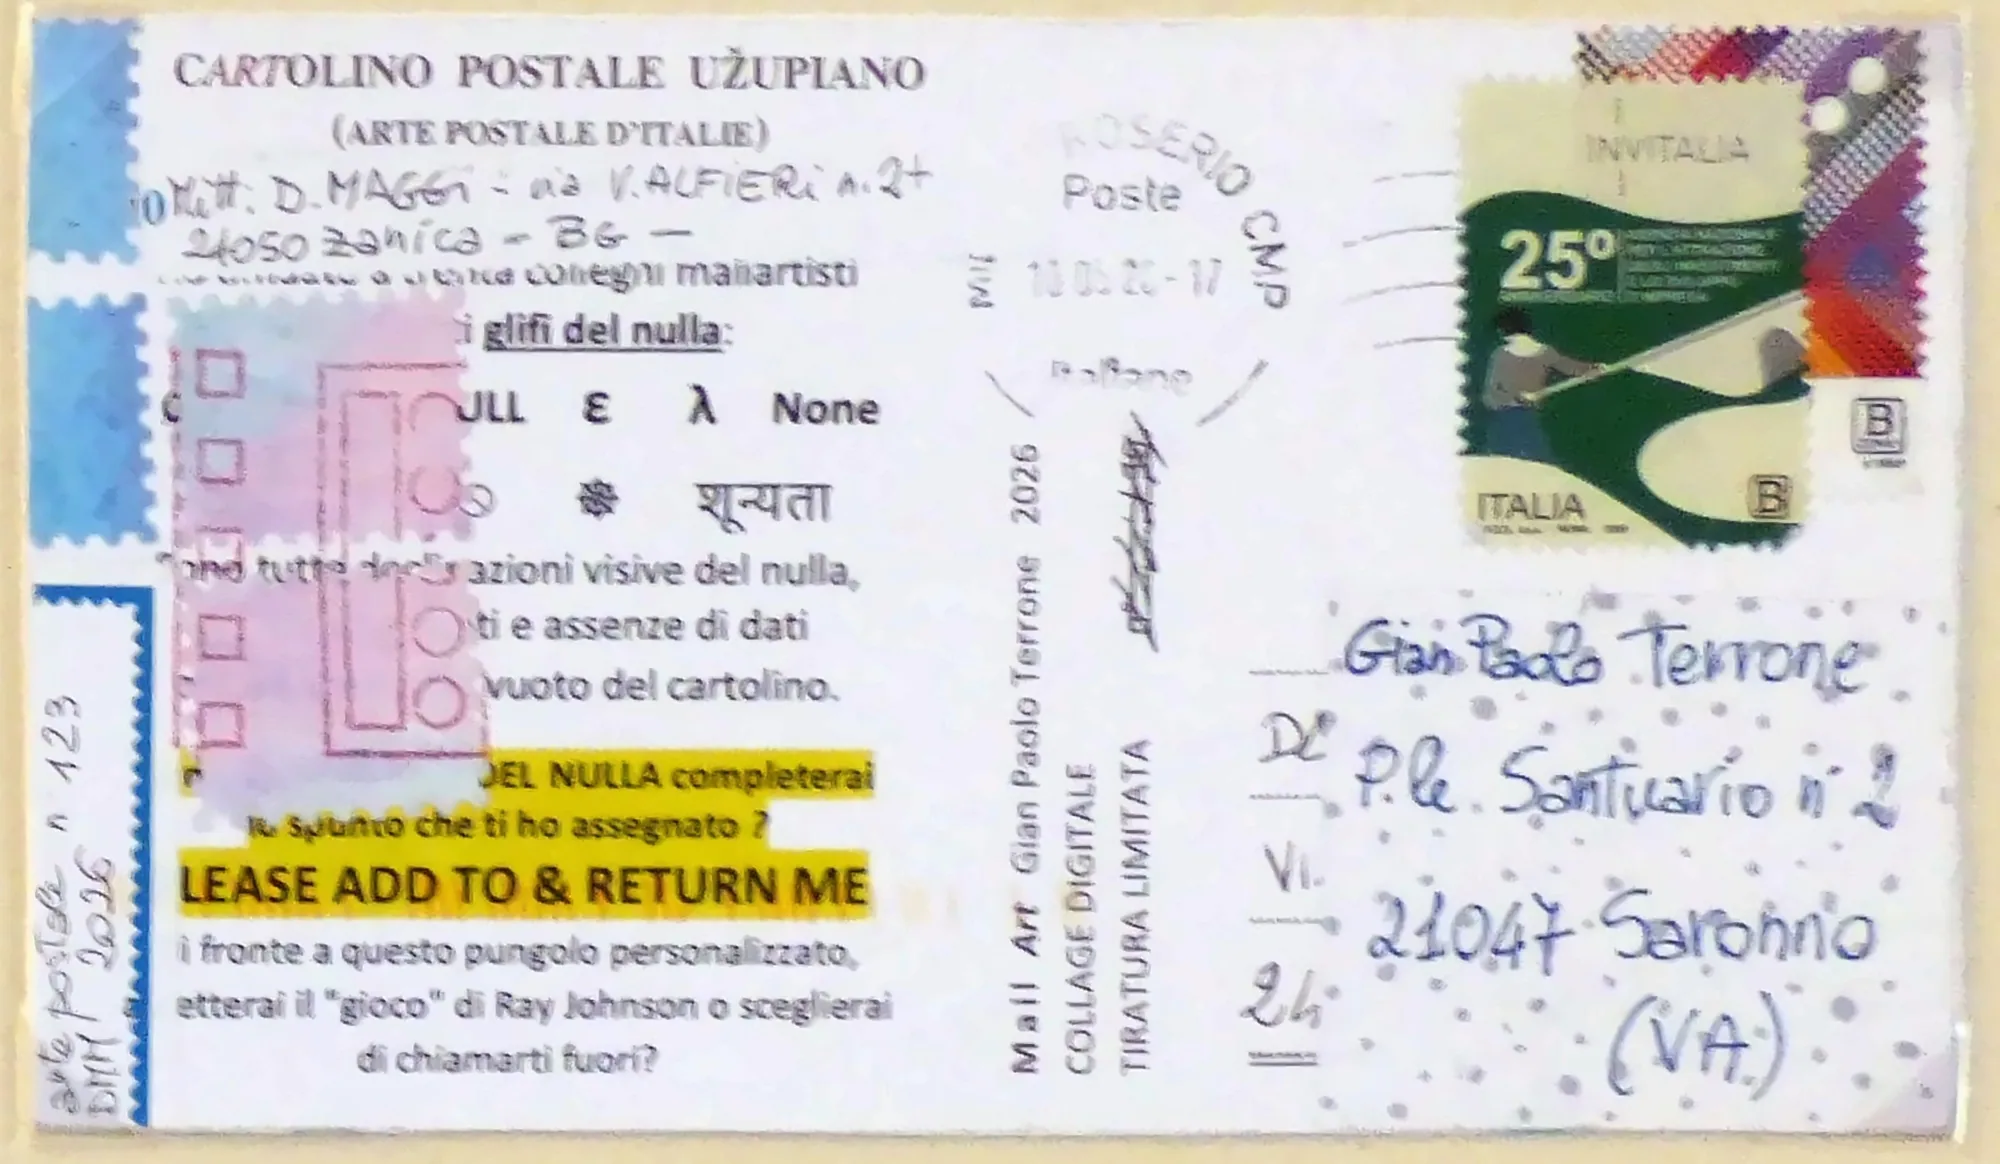 CARTOLINO POSTALE UŽUPIANO
(ARTE POSTALE D'ITALIE)
Mitt. D. MAGGI - via V. ALFIERI n. 2
24050 Zanica - BG -
colleghi mailartisti
i glifi del nulla:
ULL ε λ None
शून्यता
azioni visive del nulla,
ti e assenze di dati
vuoto del cartolino.
DEL NULLA completerai
lo spunto che ti ho assegnato ?
LEASE ADD TO & RETURN ME
i fronte a questo pungolo personalizzato,
etterai il "gioco" di Ray Johnson o sceglierai
di chiamarti fuori?
arte postale n. 123
DMM 2026
Mail Art Gian Paolo Terrone 2026
COLLAGE DIGITALE
TIRATURA LIMITATA
ROSERIO CMP
Poste
Italiane
INVITALIA
25°
ITALIA
B
B
Gian Paolo Terrone
P.le Santuario n° 2
21047 Saronno
(VA)